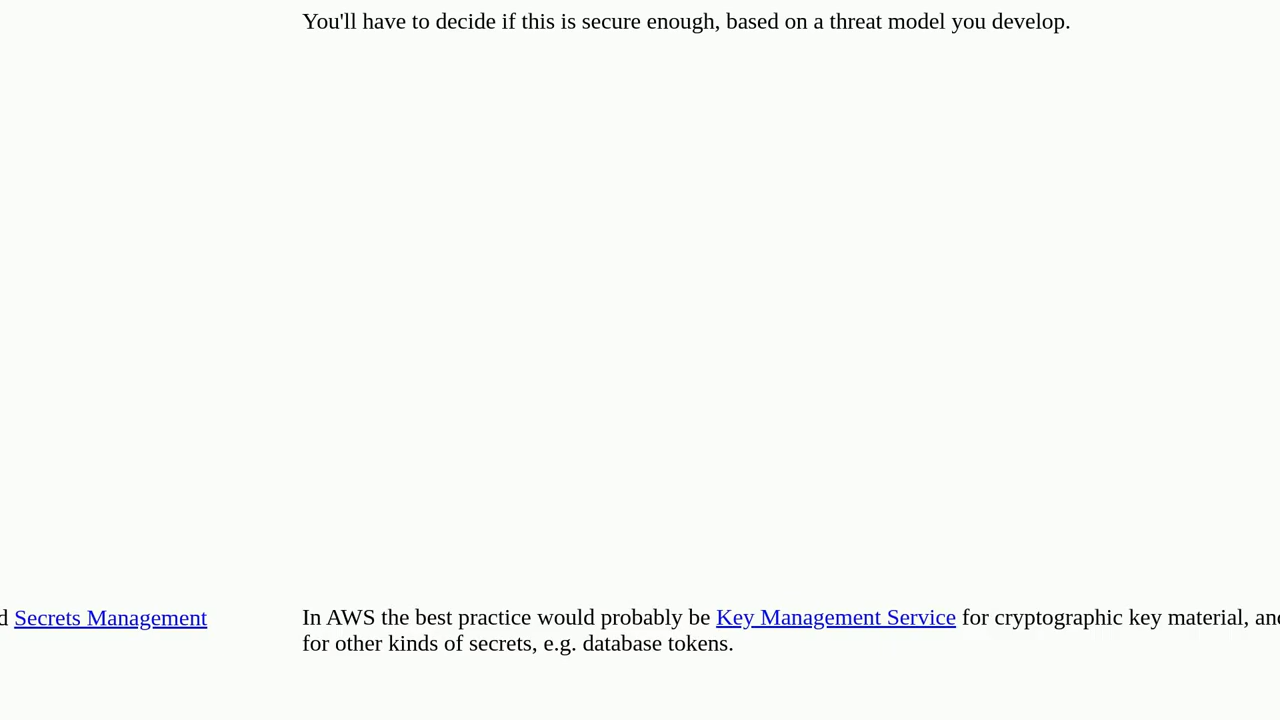 You'll have to decide if this is secure enough, based on a threat model you develop.
d Secrets Management
In AWS the best practice would probably be Key Management Service for cryptographic key material, and
for other kinds of secrets, e.g. database tokens.